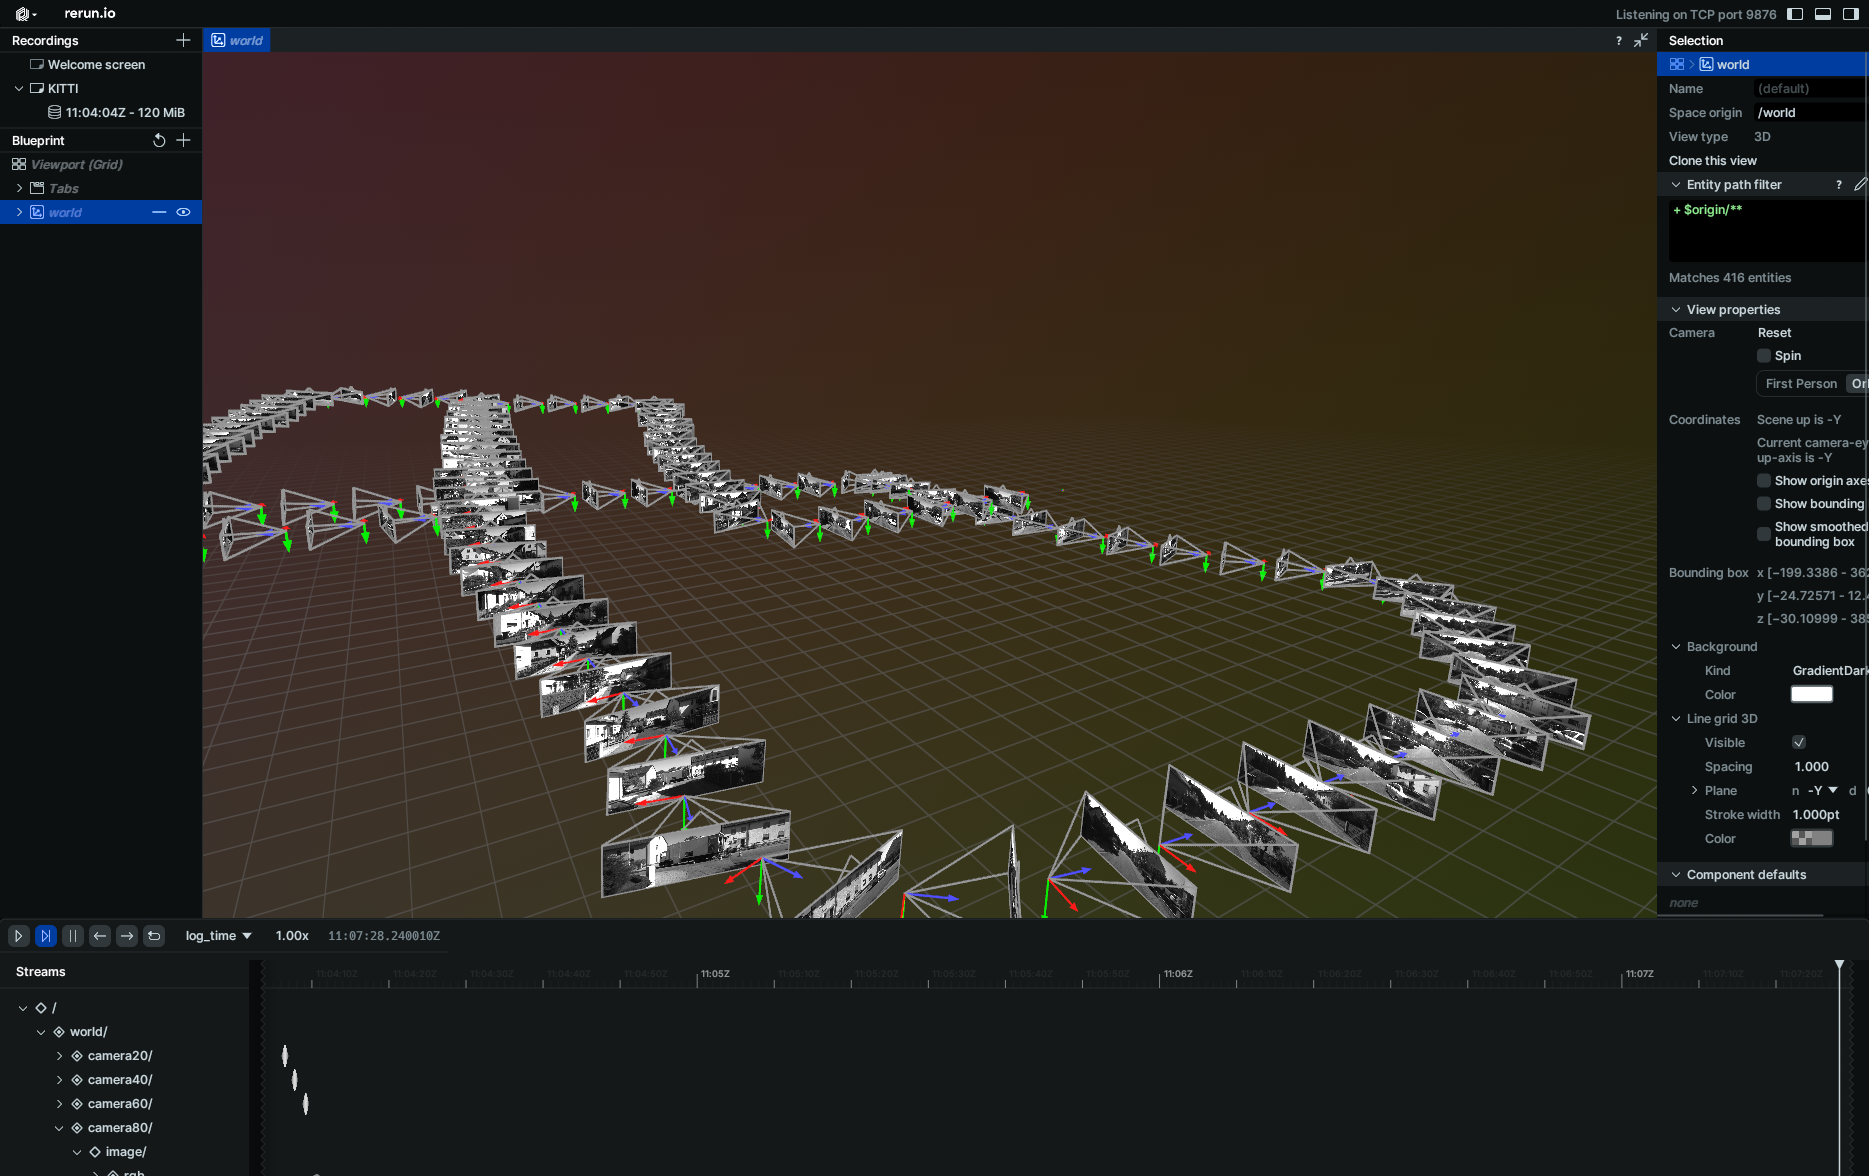 rerun.io
Listening on TCP port 9876
Recordings
Welcome screen
KITTI
11:04:04Z - 120 MiB
Blueprint
Viewport (Grid)
Tabs
world
world
?
Selection
world
Name (default)
Space origin /world
View type 3D
Clone this view
Entity path filter ?
+ $origin/**
Matches 416 entities
View properties
Camera Reset
Spin
First Person Or
Coordinates Scene up is -Y
Current camera-ey
up-axis is -Y
Show origin axes
Show bounding
Show smoothed
bounding box
Bounding box x [−199.3386 - 36
y [−24.72571 - 12.
z [−30.10999 - 38
Background
Kind GradientDark
Color
Line grid 3D
Visible
Spacing 1.000
Plane n -Y d
Stroke width 1.000pt
Color
Component defaults
none
log_time 1.00x 11:07:28.240010Z
Streams
11:04:10Z 11:04:20Z 11:04:30Z 11:04:40Z 11:04:50Z 11:05Z 11:05:10Z 11:05:20Z 11:05:30Z 11:05:40Z 11:05:50Z 11:06Z 11:06:10Z 11:06:20Z 11:06:30Z 11:06:40Z 11:06:50Z 11:07Z 11:07:10Z 11:07:20Z
/
world/
camera20/
camera40/
camera60/
camera80/
image/
rgb